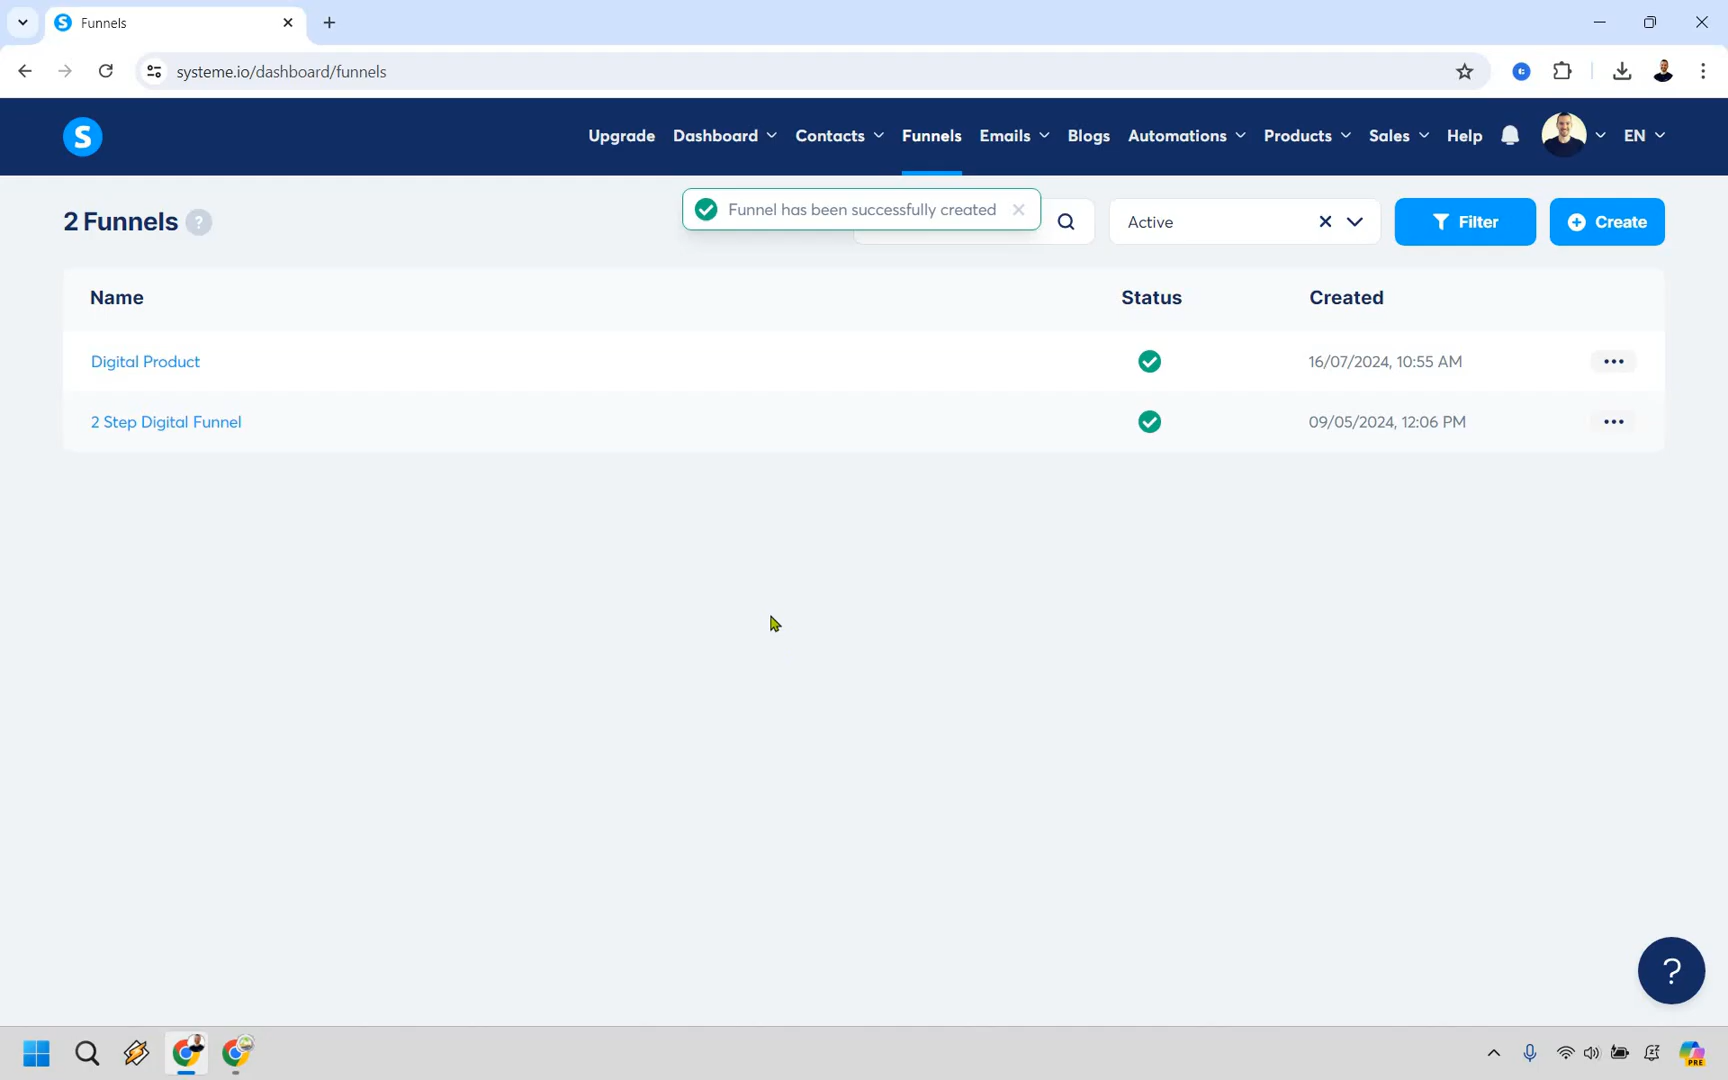 Funnels
systeme.io/dashboard/funnels
S Upgrade Dashboard Contacts Funnels Emails Blogs Automations Products Sales Help EN
2 Funnels ? Funnel has been successfully created Active Filter Create
Name Status Created
Digital Product 16/07/2024, 10:55 AM
2 Step Digital Funnel 09/05/2024, 12:06 PM
?
PRE